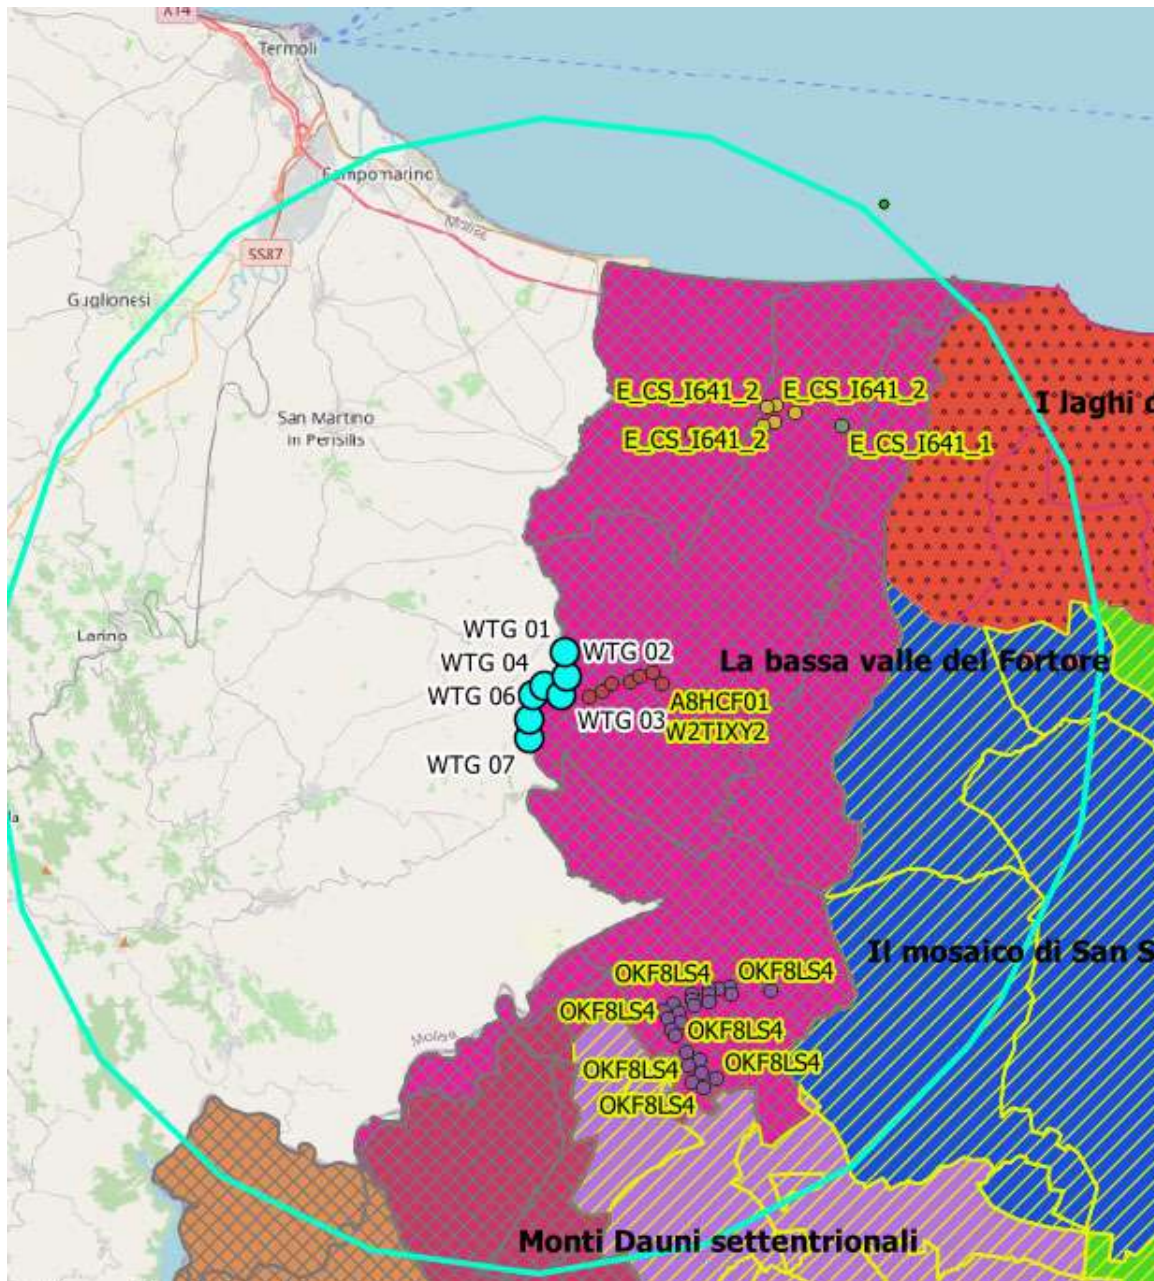 A14
Termoli
Campomarino
Molise
SS87
Guglionesi
E_CS_I641_2
E_CS_I641_2
I laghi d
San Martino
in Pensilis
E_CS_I641_2
E_CS_I641_1
WTG 01
Larino
WTG 02
WTG 04
La bassa valle del Fortore
WTG 06
A8HCF01
WTG 03
W2TIXY2
WTG 07
la
Il mosaico di San S
OKF8LS4
OKF8LS4
OKF8LS4
OKF8LS4
Molise
OKF8LS4
OKF8LS4
OKF8LS4
Monti Dauni settentrionali